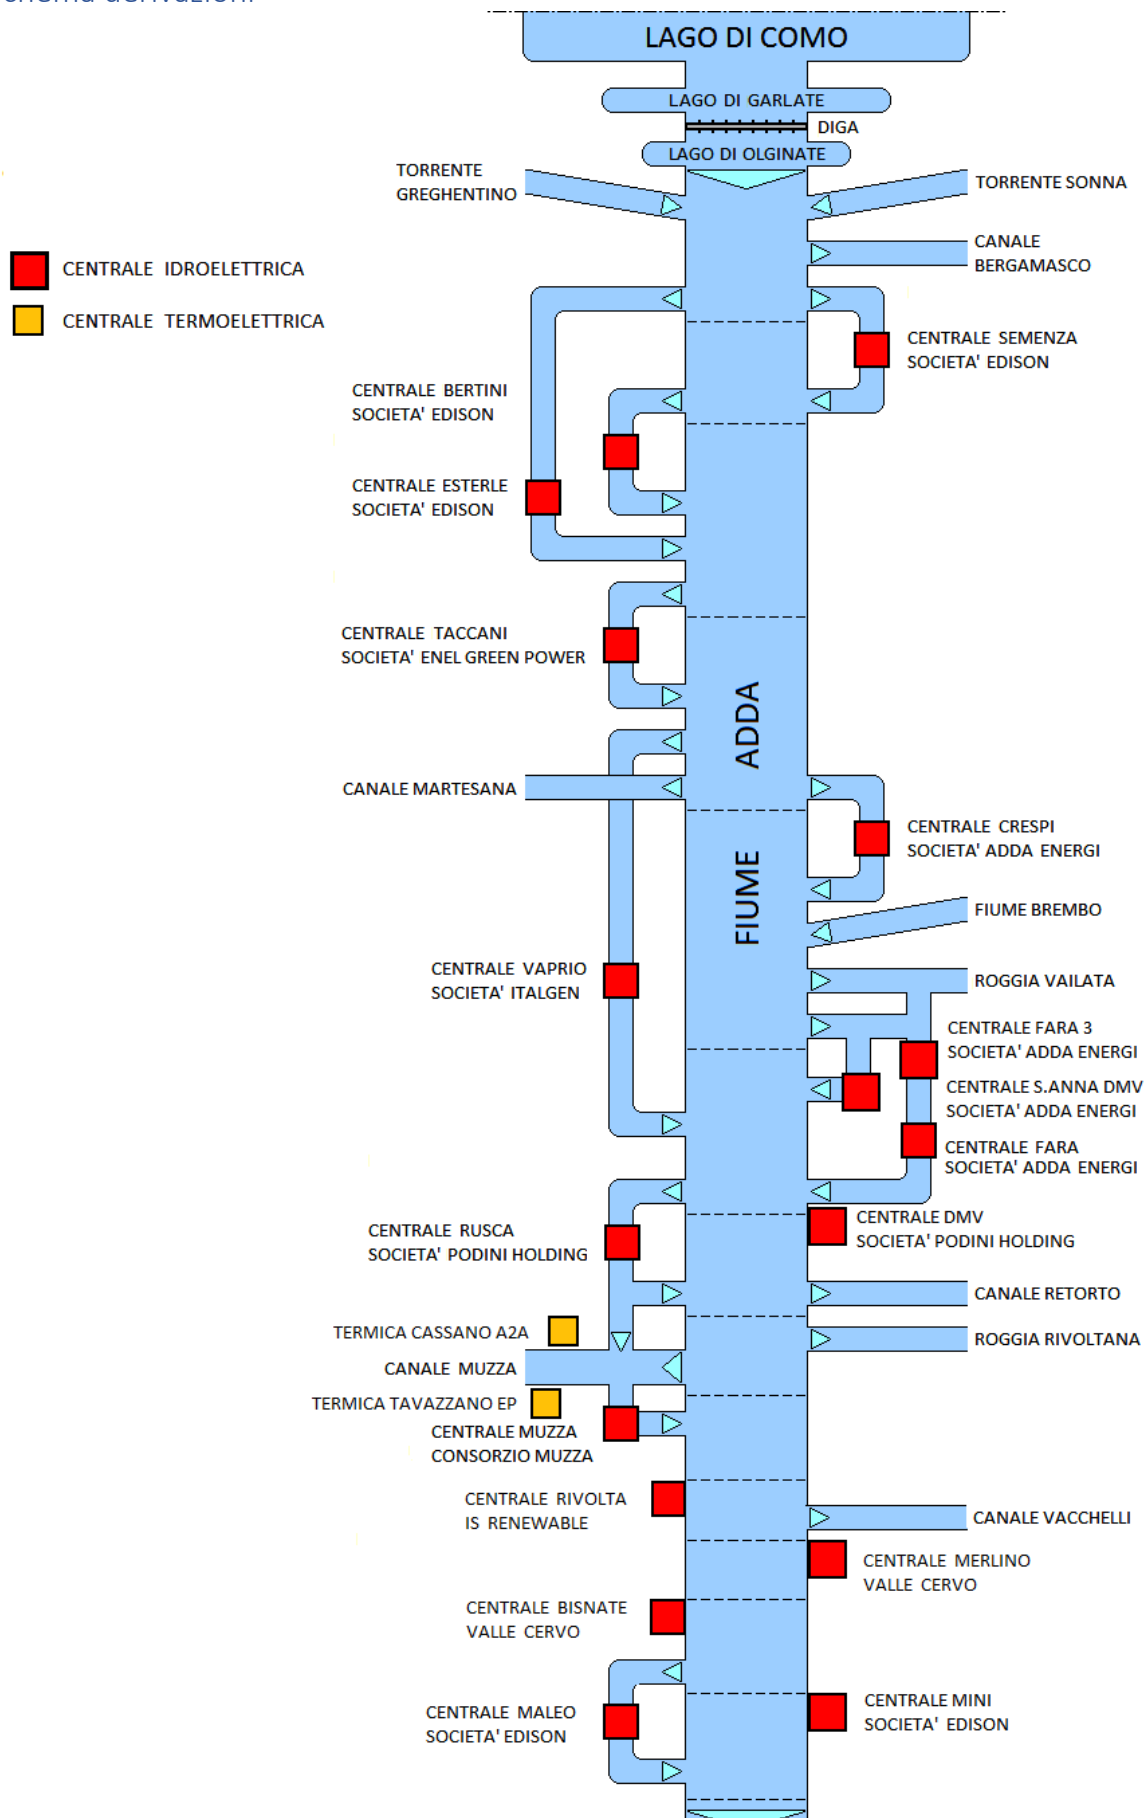 schema derivazioni
LAGO DI COMO
LAGO DI GARLATE
DIGA
LAGO DI OLGINATE
TORRENTE
GREGHENTINO
TORRENTE SONNA
CANALE
BERGAMASCO
CENTRALE IDROELETTRICA
CENTRALE TERMOELETTRICA
CENTRALE SEMENZA
SOCIETA' EDISON
CENTRALE BERTINI
SOCIETA' EDISON
CENTRALE ESTERLE
SOCIETA' EDISON
CENTRALE TACCANI
SOCIETA' ENEL GREEN POWER
FIUME ADDA
CANALE MARTESANA
CENTRALE CRESPI
SOCIETA' ADDA ENERGI
FIUME BREMBO
CENTRALE VAPRIO
SOCIETA' ITALGEN
ROGGIA VAILATA
CENTRALE FARA 3
SOCIETA' ADDA ENERGI
CENTRALE S.ANNA DMV
SOCIETA' ADDA ENERGI
CENTRALE FARA
SOCIETA' ADDA ENERGI
CENTRALE RUSCA
SOCIETA' PODINI HOLDING
CENTRALE DMV
SOCIETA' PODINI HOLDING
CANALE RETORTO
TERMICA CASSANO A2A
ROGGIA RIVOLTANA
CANALE MUZZA
TERMICA TAVAZZANO EP
CENTRALE MUZZA
CONSORZIO MUZZA
CENTRALE RIVOLTA
IS RENEWABLE
CANALE VACCHELLI
CENTRALE MERLINO
VALLE CERVO
CENTRALE BISNATE
VALLE CERVO
CENTRALE MALEO
SOCIETA' EDISON
CENTRALE MINI
SOCIETA' EDISON